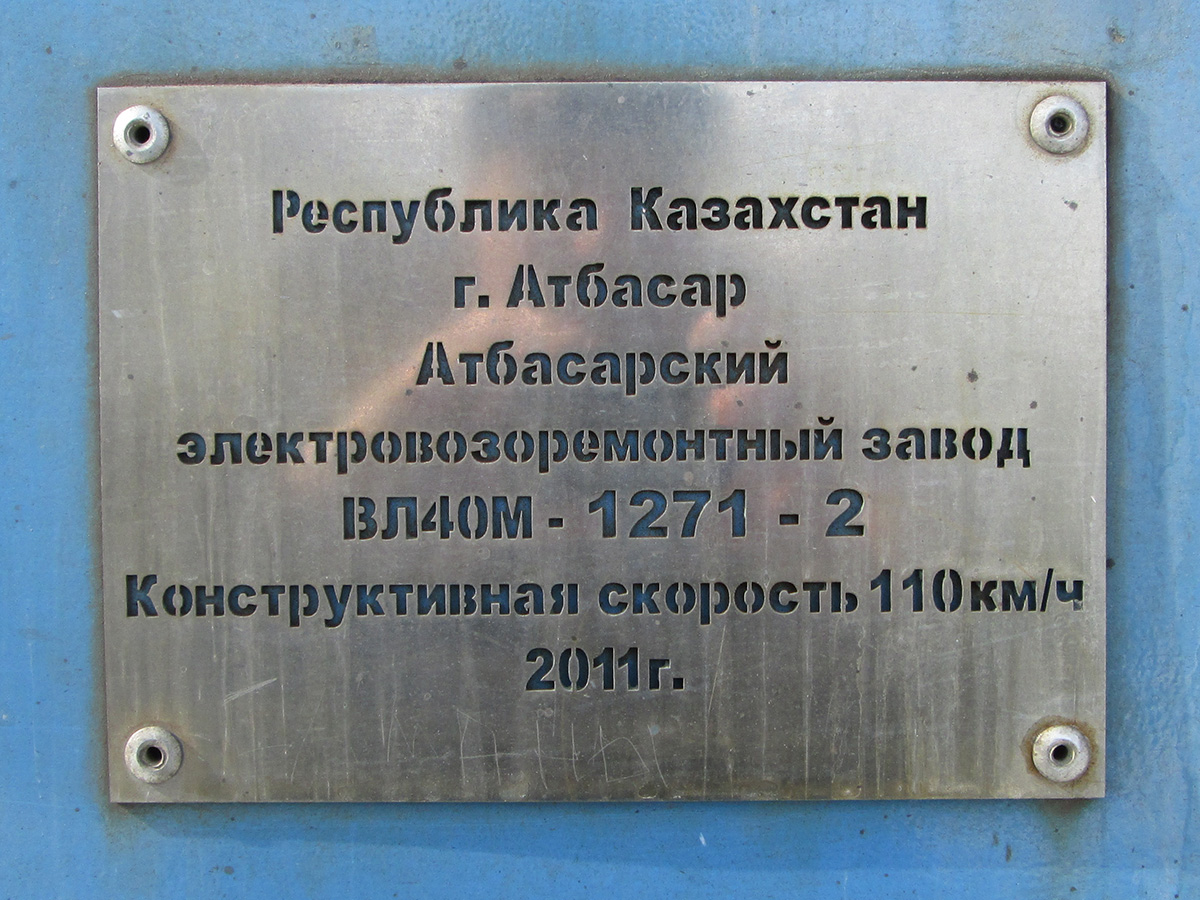 Республика Казахстан
г. Атбасар
Атбасарский
электровозоремонтный завод
ВЛ40М - 1271 - 2
Конструктивная скорость 110км/ч
2011г.